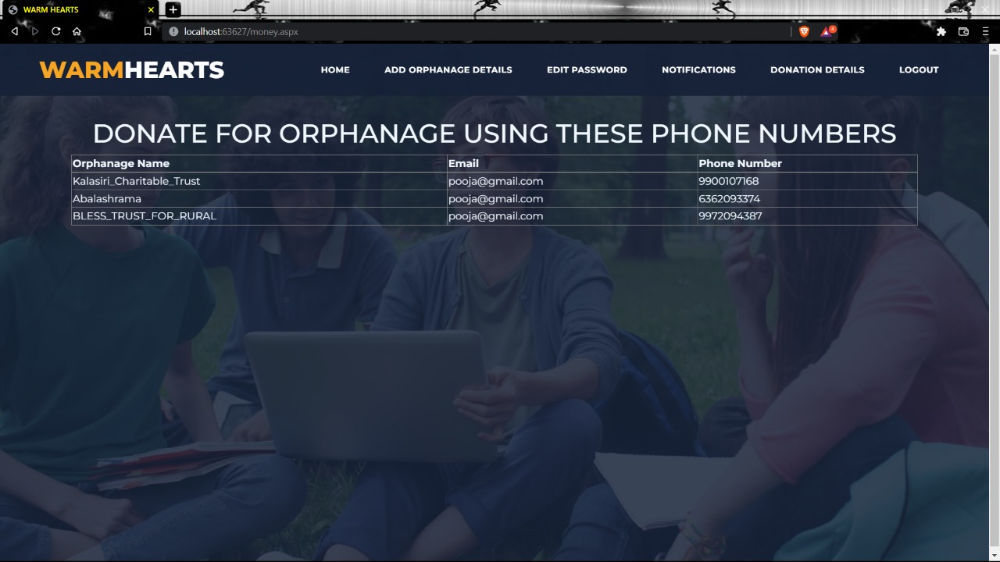 WARM HEARTS
localhost:63627/money.aspx
4
WARMHEARTS HOME ADD ORPHANAGE DETAILS EDIT PASSWORD NOTIFICATIONS DONATION DETAILS LOGOUT
DONATE FOR ORPHANAGE USING THESE PHONE NUMBERS
Orphanage Name Email Phone Number
Kalasiri_Charitable_Trust pooja@gmail.com 9900107168
Abalashrama pooja@gmail.com 6362093374
BLESS_TRUST_FOR_RURAL pooja@gmail.com 9972094387